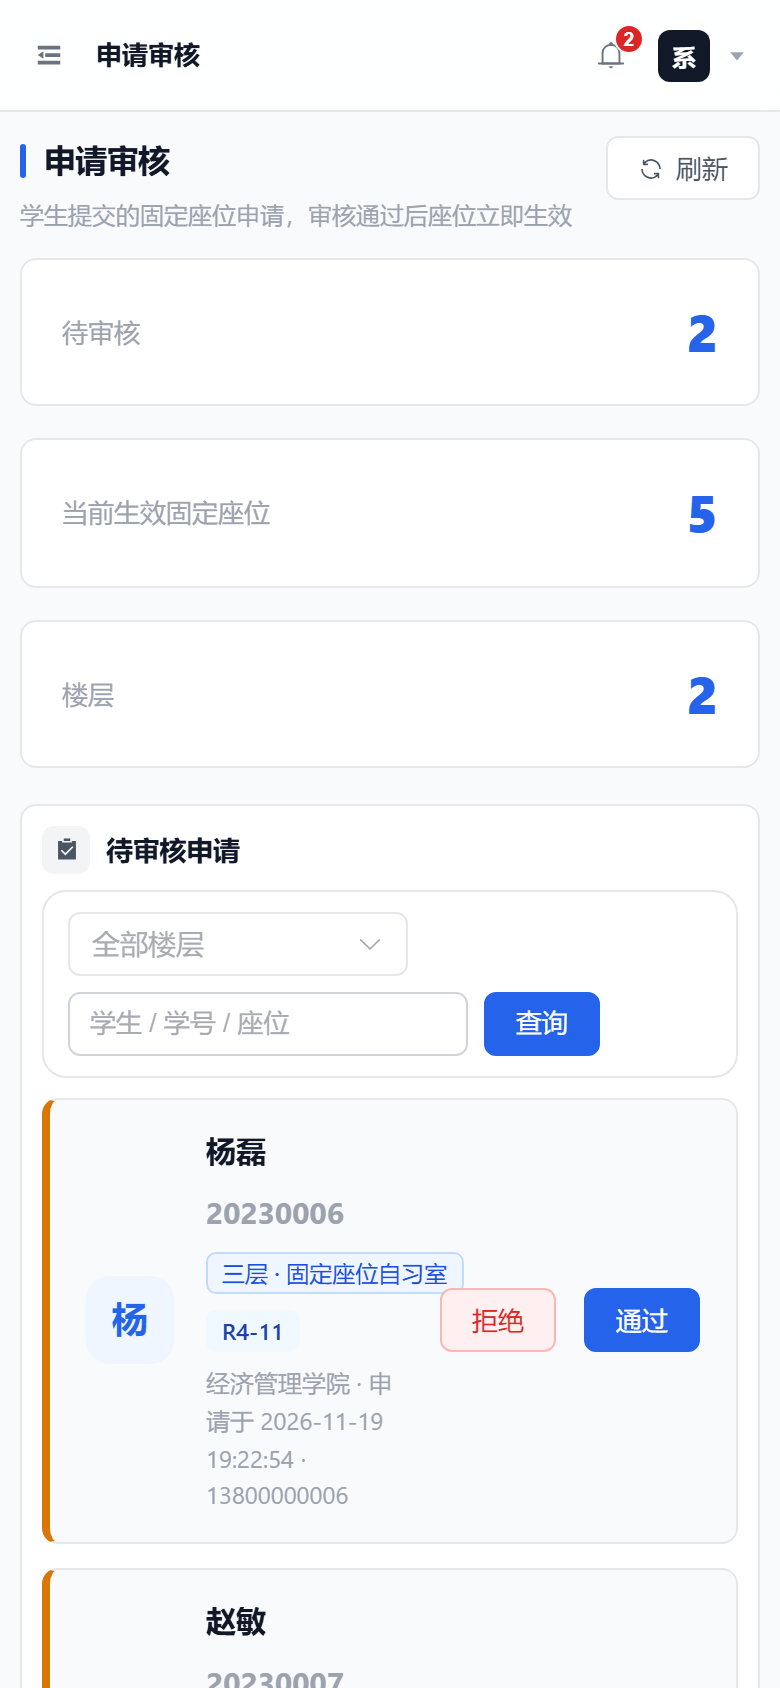 申请审核
2
系
申请审核
刷新
学生提交的固定座位申请，审核通过后座位立即生效
待审核
2
当前生效固定座位
5
楼层
2
待审核申请
全部楼层
学生 / 学号 / 座位
查询
杨磊
20230006
三层 · 固定座位自习室
杨
R4-11
拒绝
通过
经济管理学院 · 申
请于 2026-11-19
19:22:54 ·
13800000006
赵敏
20230007